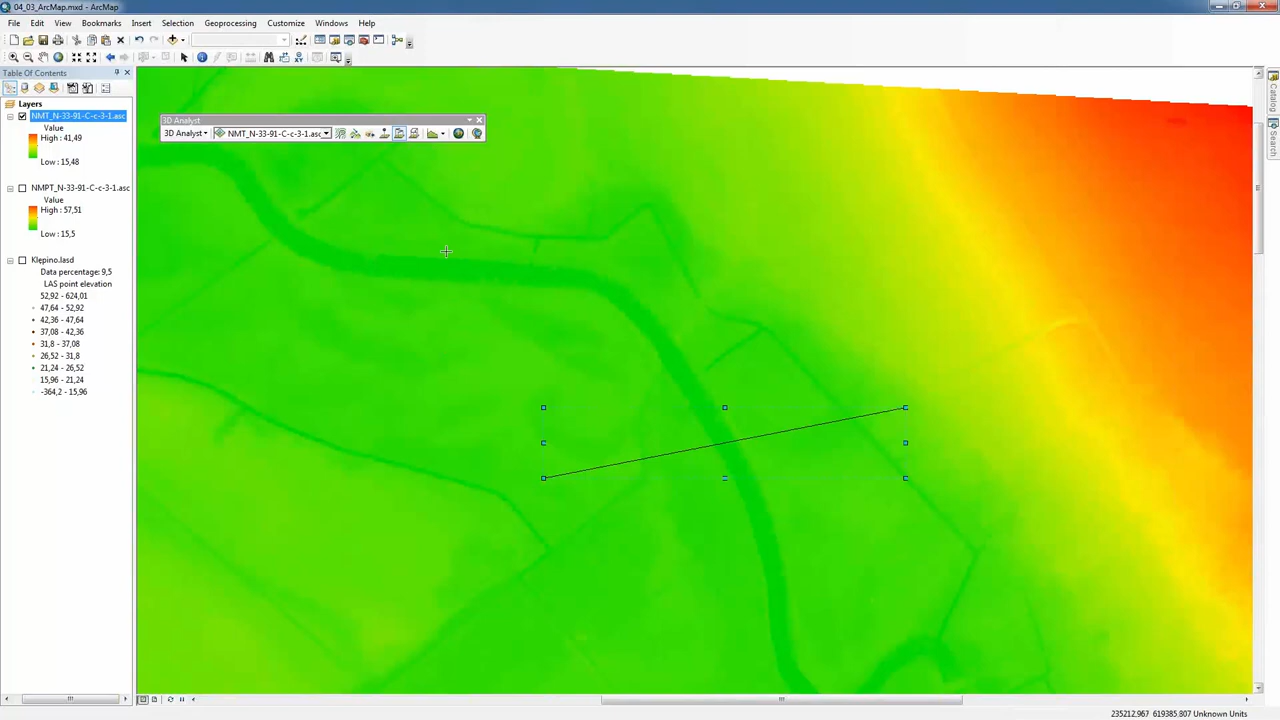 04_03_ArcMap.mxd - ArcMap
File Edit View Bookmarks Insert Selection Geoprocessing Customize Windows Help
Table Of Contents
Layers
NMT_N-33-91-C-c-3-1.asc
Value
High : 41,49
Low : 15,48
NMPT_N-33-91-C-c-3-1.asc
Value
High : 57,51
Low : 15,5
Klępino.lasd
Data percentage: 9,5
LAS point elevation
52,92 - 624,01
47,64 - 52,92
42,36 - 47,64
37,08 - 42,36
31,8 - 37,08
26,52 - 31,8
21,24 - 26,52
15,96 - 21,24
-364,2 - 15,96
3D Analyst
3D Analyst NMT_N-33-91-C-c-3-1.asc
Catalog
Search
235212,967 619385,807 Unknown Units